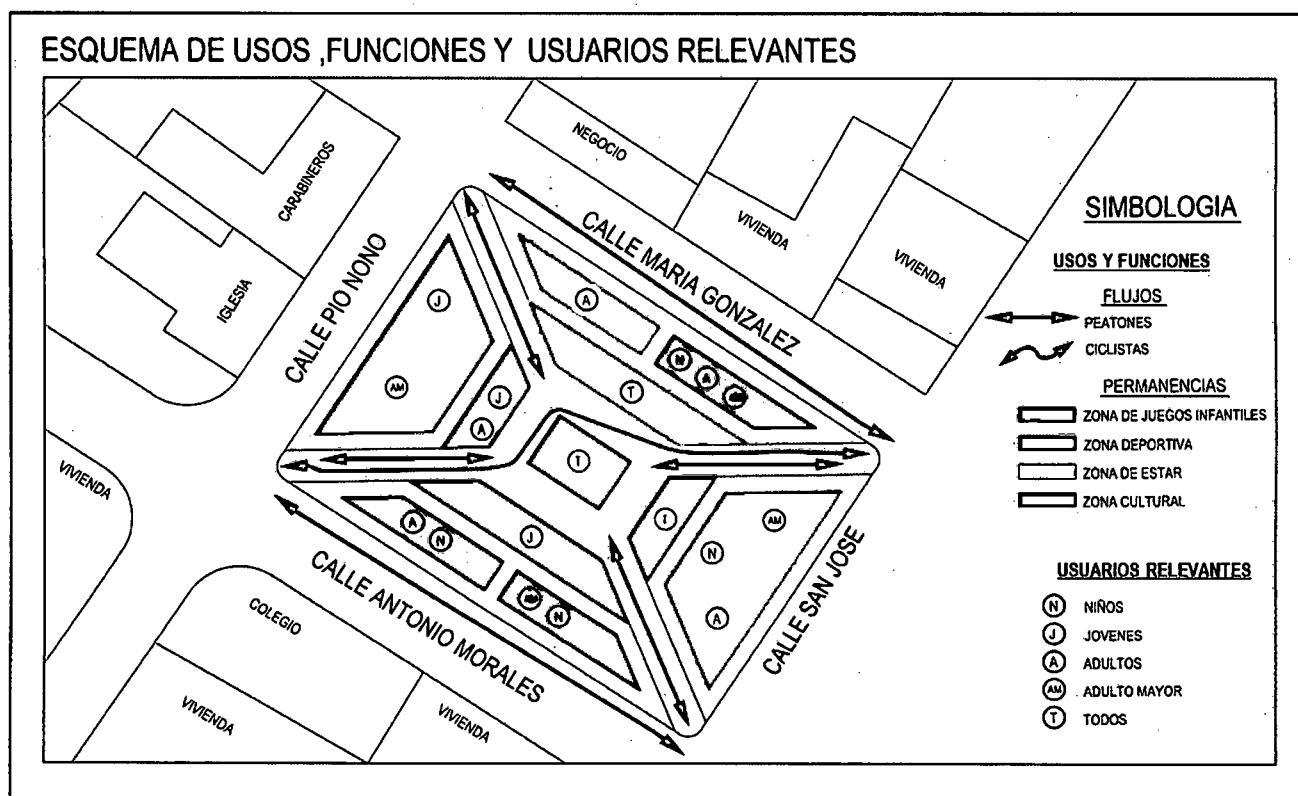 ESQUEMA DE USOS ,FUNCIONES Y USUARIOS RELEVANTES
CARABINEROS
IGLESIA
NEGOCIO
VIVIENDA
VIVIENDA
CALLE PIO NONO
CALLE MARIA GONZALEZ
J
AM
J
A
A
N
A
T
T
VIVIENDA
A
N
J
N
I
AM
N
A
CALLE ANTONIO MORALES
CALLE SAN JOSE
COLEGIO
VIVIENDA
VIVIENDA
SIMBOLOGIA
USOS Y FUNCIONES
FLUJOS
PEATONES
CICLISTAS
PERMANENCIAS
ZONA DE JUEGOS INFANTILES
ZONA DEPORTIVA
ZONA DE ESTAR
ZONA CULTURAL
USUARIOS RELEVANTES
N NIÑOS
J JOVENES
A ADULTOS
AM ADULTO MAYOR
T TODOS